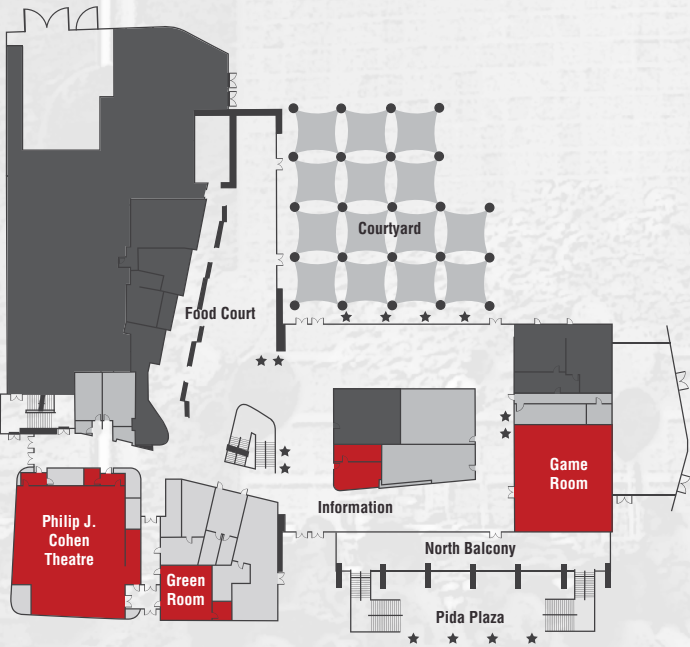 Courtyard
Food Court
Game
Room
Information
Philip J.
Cohen
Theatre
North Balcony
Green
Room
Pida Plaza